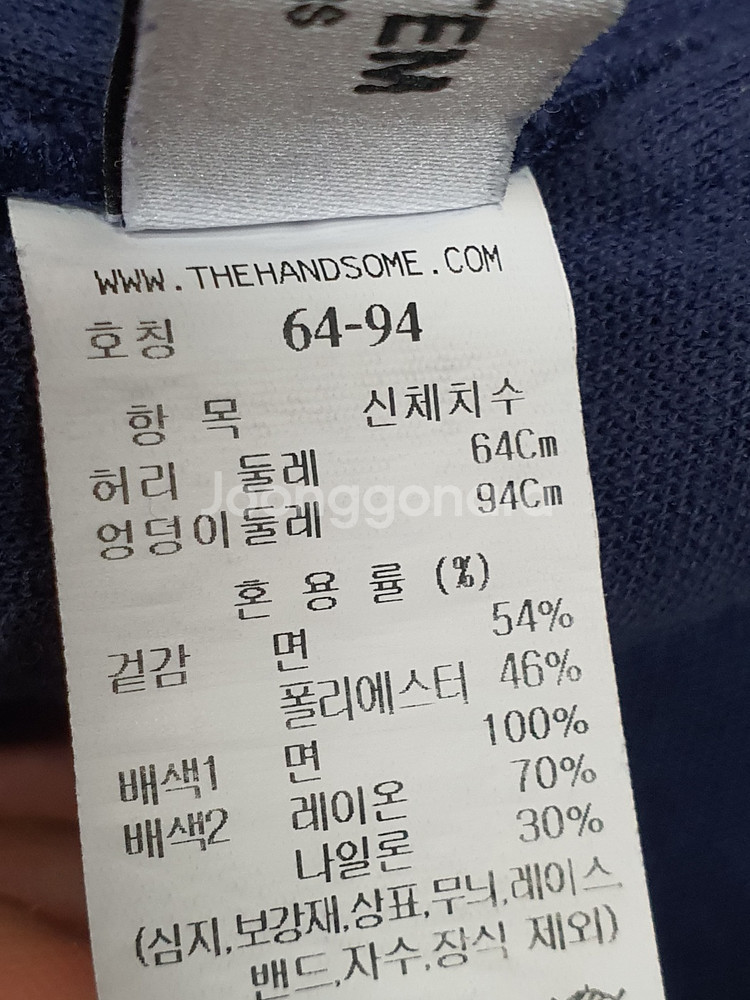 TEM
WWW.THEHANDSOME.COM
호칭 64-94
항 목 신체치수
허리 둘레 64Cm
엉덩이둘레 94Cm
Joonggonara
혼 용 률 (%)
겉감 면 54%
폴리에스터 46%
배색1 면 100%
배색2 레이온 70%
나일론 30%
(심지,보강재,상표,무늬,레이스,
밴드,자수,장식 제외)